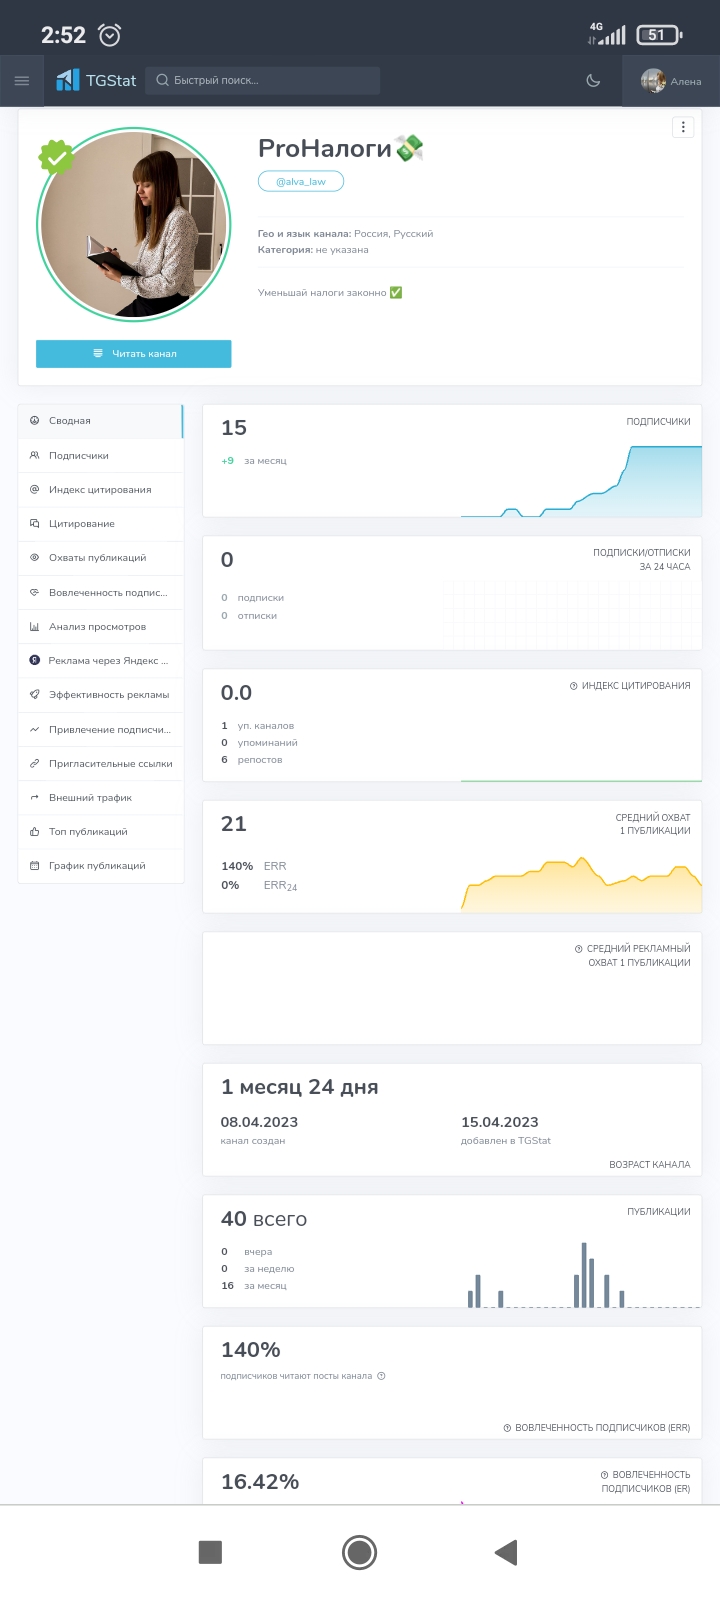 2:52
4G
51
TGStat
Быстрый поиск...
Алена
ProНалоги💸
@alva_law
Гео и язык канала: Россия, Русский
Категория: не указана
Уменьшай налоги законно ✅
Читать канал
Сводная
Подписчики
Индекс цитирования
Цитирование
Охваты публикаций
Вовлеченность подпис...
Анализ просмотров
Реклама через Яндекс ...
Эффективность рекламы
Привлечение подписчи...
Пригласительные ссылки
Внешний трафик
Топ публикаций
График публикаций
15
ПОДПИСЧИКИ
+9 за месяц
0
ПОДПИСКИ/ОТПИСКИ
ЗА 24 ЧАСА
0 подписки
0 отписки
0.0
ИНДЕКС ЦИТИРОВАНИЯ
1 уп. каналов
0 упоминаний
6 репостов
21
СРЕДНИЙ ОХВАТ
1 ПУБЛИКАЦИИ
140% ERR
0% ERR24
СРЕДНИЙ РЕКЛАМНЫЙ
ОХВАТ 1 ПУБЛИКАЦИИ
1 месяц 24 дня
08.04.2023
канал создан
15.04.2023
добавлен в TGStat
ВОЗРАСТ КАНАЛА
40 всего
ПУБЛИКАЦИИ
0 вчера
0 за неделю
16 за месяц
140%
подписчиков читают посты канала
ВОВЛЕЧЕННОСТЬ ПОДПИСЧИКОВ (ERR)
16.42%
ВОВЛЕЧЕННОСТЬ
ПОДПИСЧИКОВ (ER)